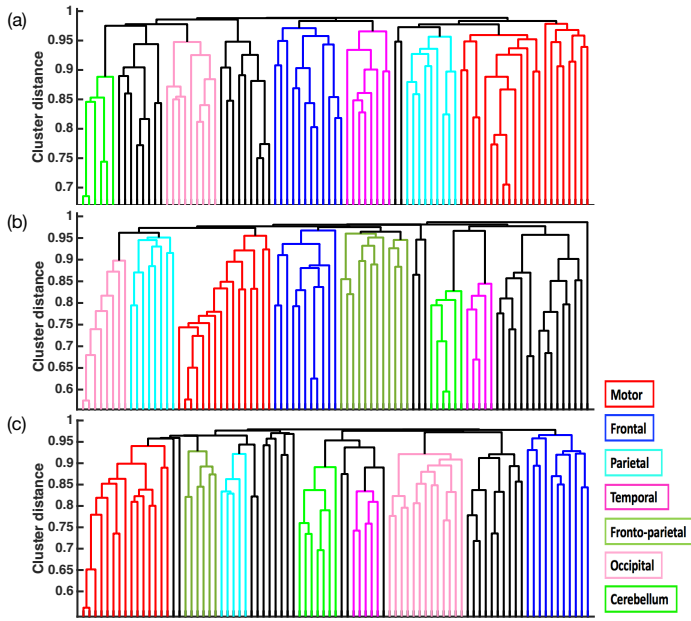 (a)
Cluster distance
1
0.95
0.9
0.85
0.8
0.75
0.7
(b)
Cluster distance
1
0.95
0.9
0.85
0.8
0.75
0.7
0.65
0.6
(c)
Cluster distance
1
0.95
0.9
0.85
0.8
0.75
0.7
0.65
0.6
Motor
Frontal
Parietal
Temporal
Fronto-parietal
Occipital
Cerebellum